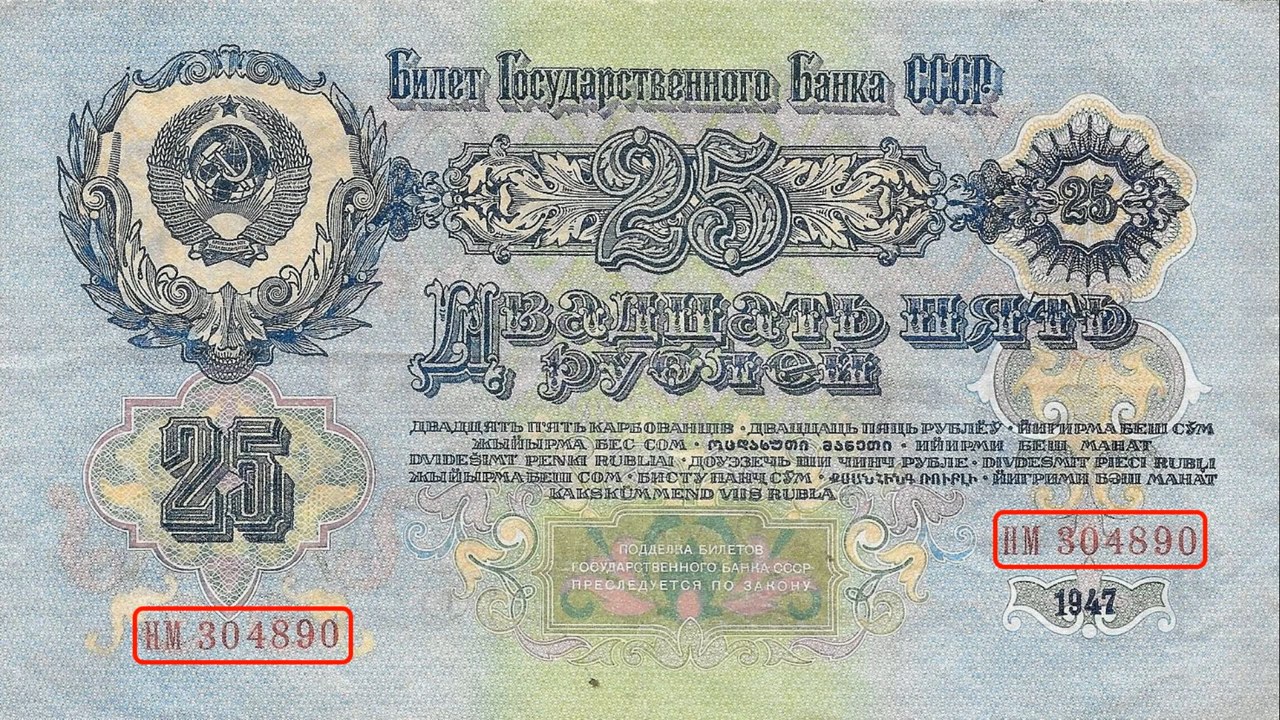 Билет Государственного Банка СССР
25
25
Двадцать пять
рублей
25
ДВАДЦЯТЬ П'ЯТЬ КАРБОВАНЦІВ · ДВАЦЦАЦЬ ПЯЦЬ РУБЛЁЎ · ЙИГИРМА БЕШ СЎМ
ЖЫЙЫРМА БЕС СОМ · ოცდახუთი მანეთი · ИЙИРМИ БЕШ МАНАТ
DVIDEŠIMT PENKI RUBLIAI · ДОУЭЗЕЧЬ ШИ ЧИНЧ РУБЛЕ · DIVDESMIT PIECI RUBĻI
ЖЫЙЫРМА БЕШ СОМ · БИСТУ ПАНҶ СӮМ · ՔՍԱՆՀԻՆԳ ՌՈՒԲԼԻ · ЙИГРИМИ БЭШ МАНАТ
KAKSKÜMMEND VIIS RUBLA
НМ 304890
ПОДДЕЛКА БИЛЕТОВ
ГОСУДАРСТВЕННОГО БАНКА СССР
ПРЕСЛЕДУЕТСЯ ПО ЗАКОНУ
1947
НМ 304890